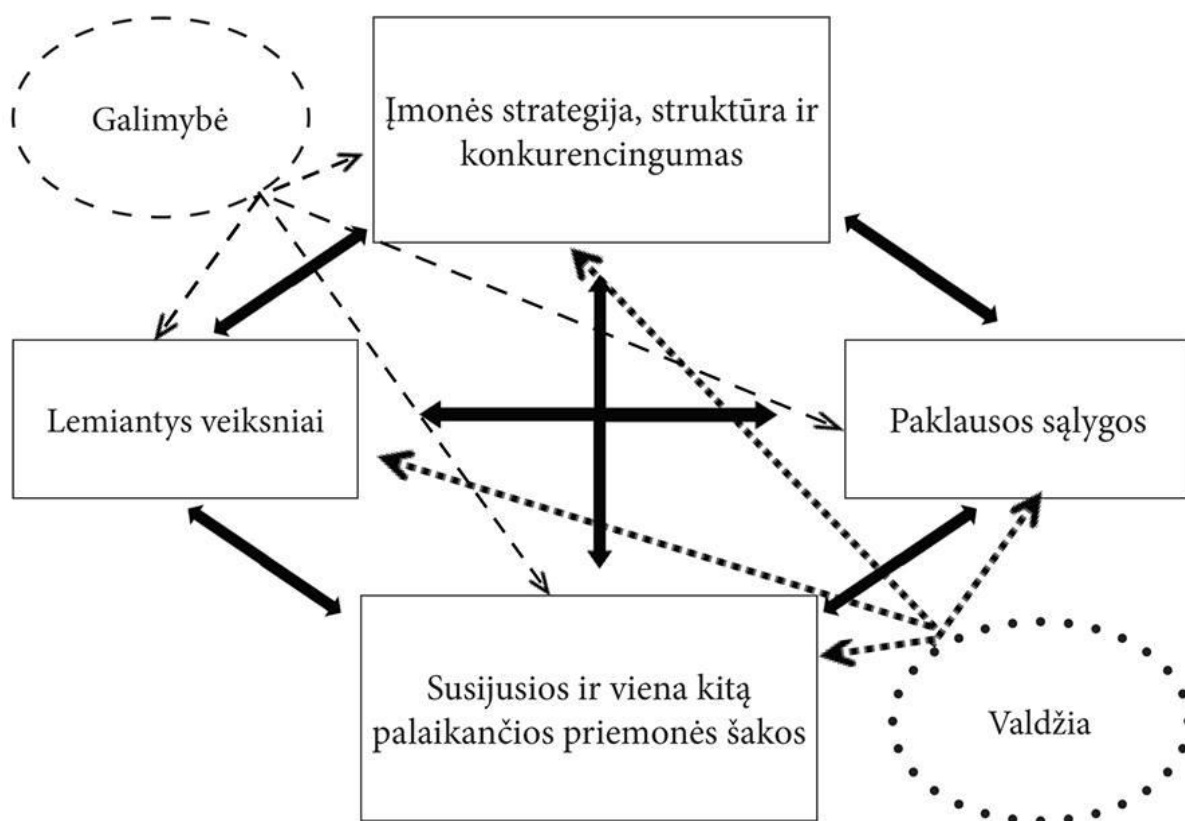 Galimybė
Įmonės strategija, struktūra ir
konkurencingumas
Lemiantys veiksniai
Paklausos sąlygos
Susijusios ir viena kitą
palaikančios priemonės šakos
Valdžia